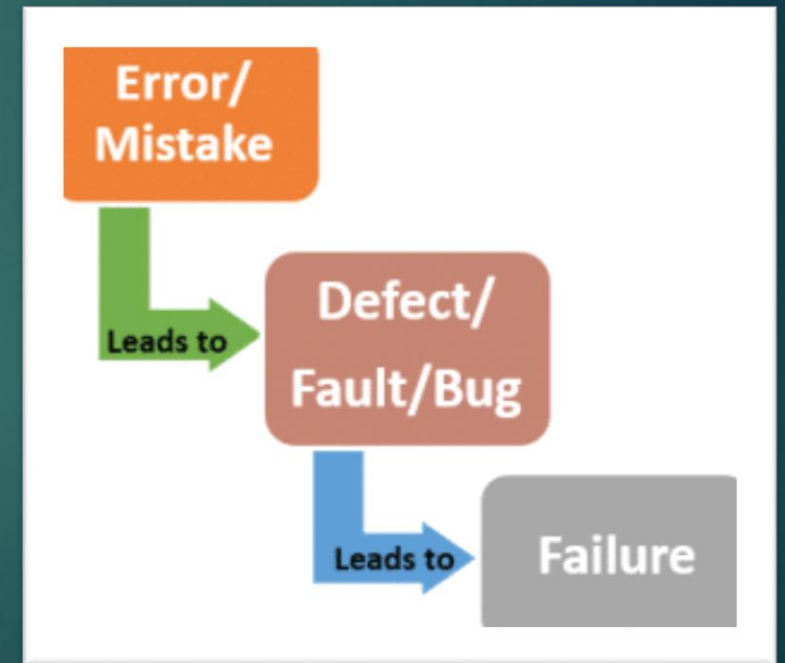 Error/
Mistake
Leads to
Defect/
Fault/Bug
Leads to
Failure